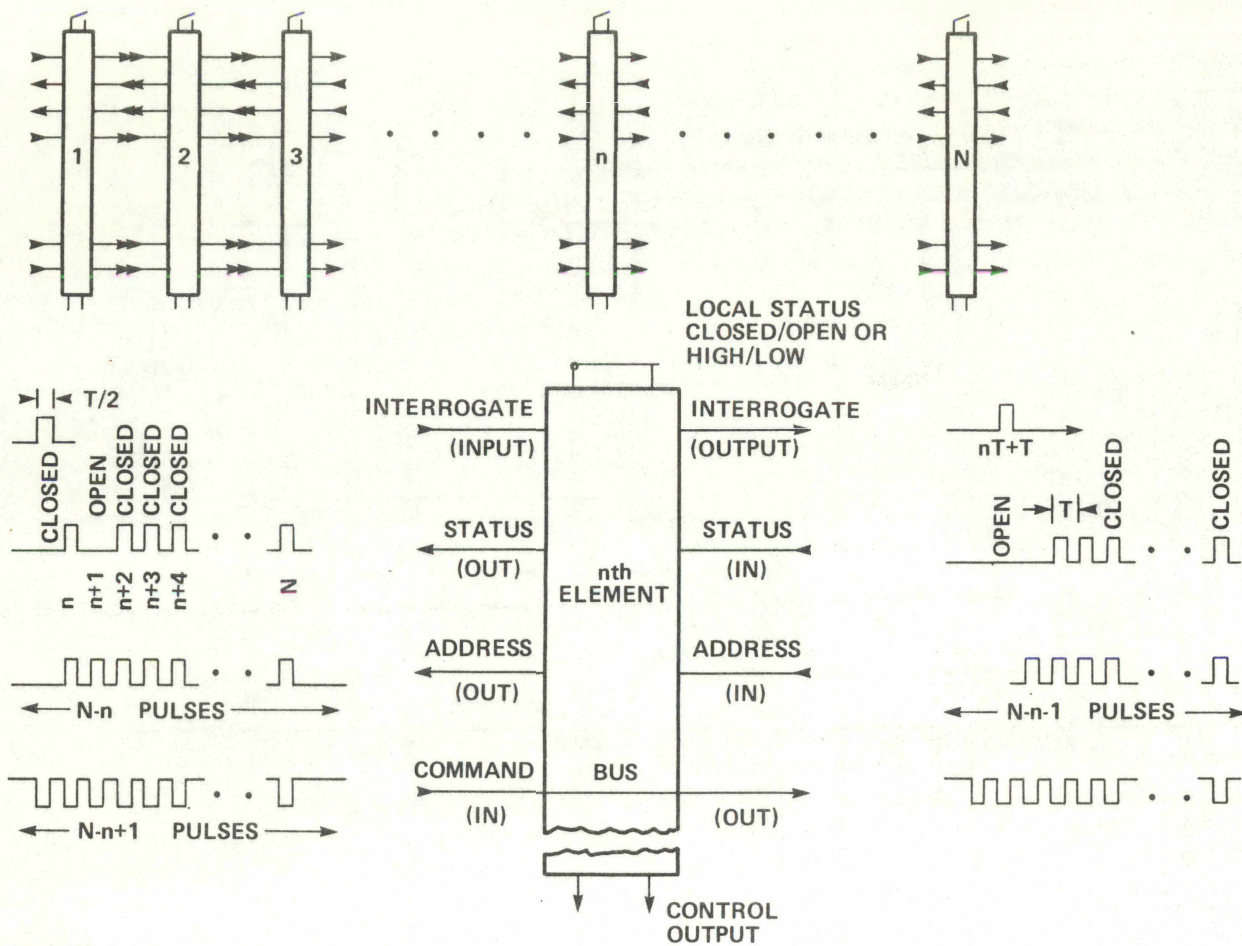 1
2
3
n
N
LOCAL STATUS
CLOSED/OPEN OR
HIGH/LOW
T/2
CLOSED
OPEN
CLOSED
CLOSED
CLOSED
n
n+1
n+2
n+3
n+4
N
N-n PULSES
N-n+1 PULSES
INTERROGATE
(INPUT)
INTERROGATE
(OUTPUT)
STATUS
(OUT)
STATUS
(IN)
nth
ELEMENT
ADDRESS
(OUT)
ADDRESS
(IN)
COMMAND
(IN)
BUS
(OUT)
CONTROL
OUTPUT
nT+T
OPEN
T
CLOSED
CLOSED
N-n-1 PULSES